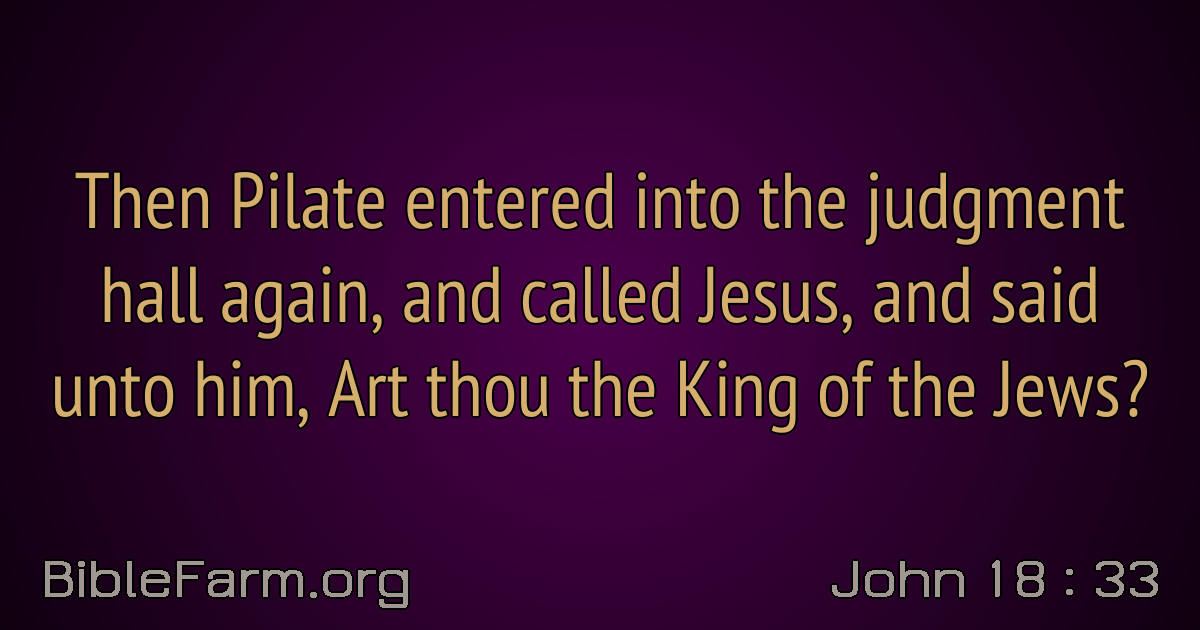 Then Pilate entered into the judgment
hall again, and called Jesus, and said
unto him, Art thou the King of the Jews?
BibleFarm.org
John 18 : 33